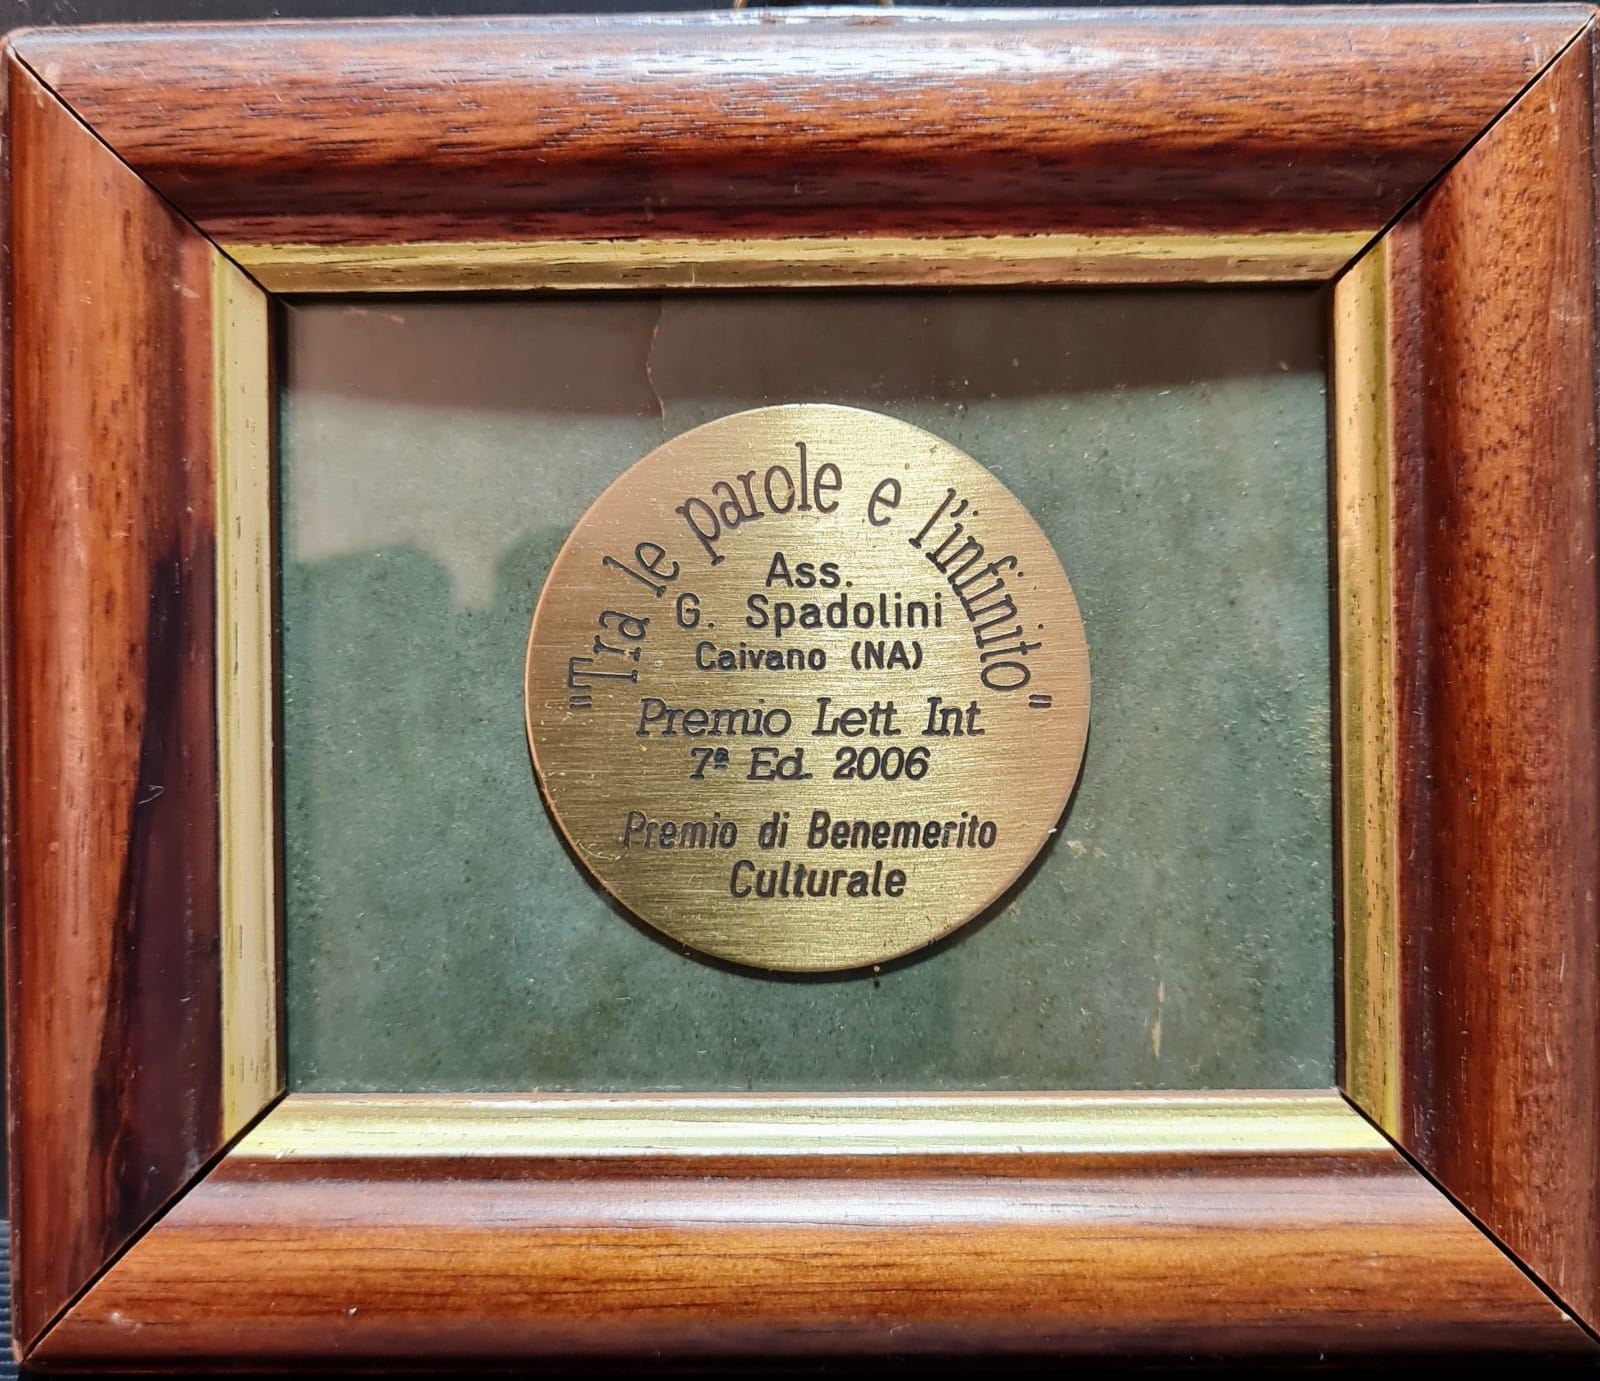 "Tra le parole e l'infinito"
Ass.
G. Spadolini
Caivano (NA)
Premio Lett Int
7ª Ed. 2006
Premio di Benemerito
Culturale